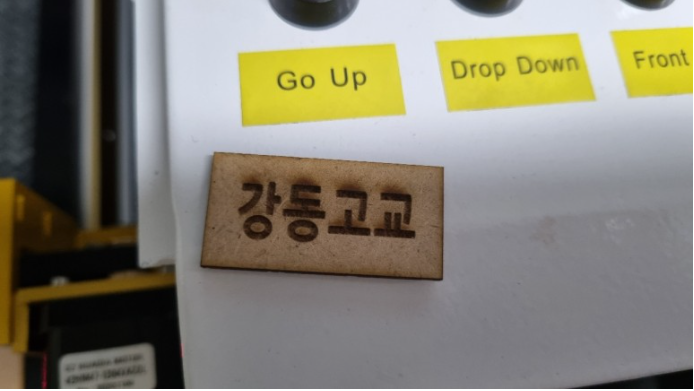 Go Up
Drop Down
Front
강동고교